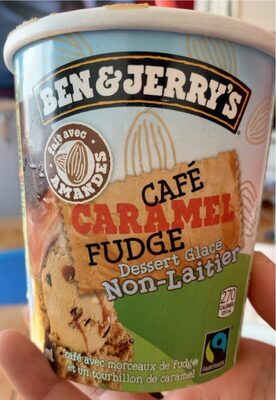 BEN & JERRY'S
fait avec
AMANDES
CAFÉ
CARAMEL
FUDGE
Dessert Glacé
Non-Laitier
270
café avec morceaux de fudge
et un tourbillon de caramel
FAIRTRADE